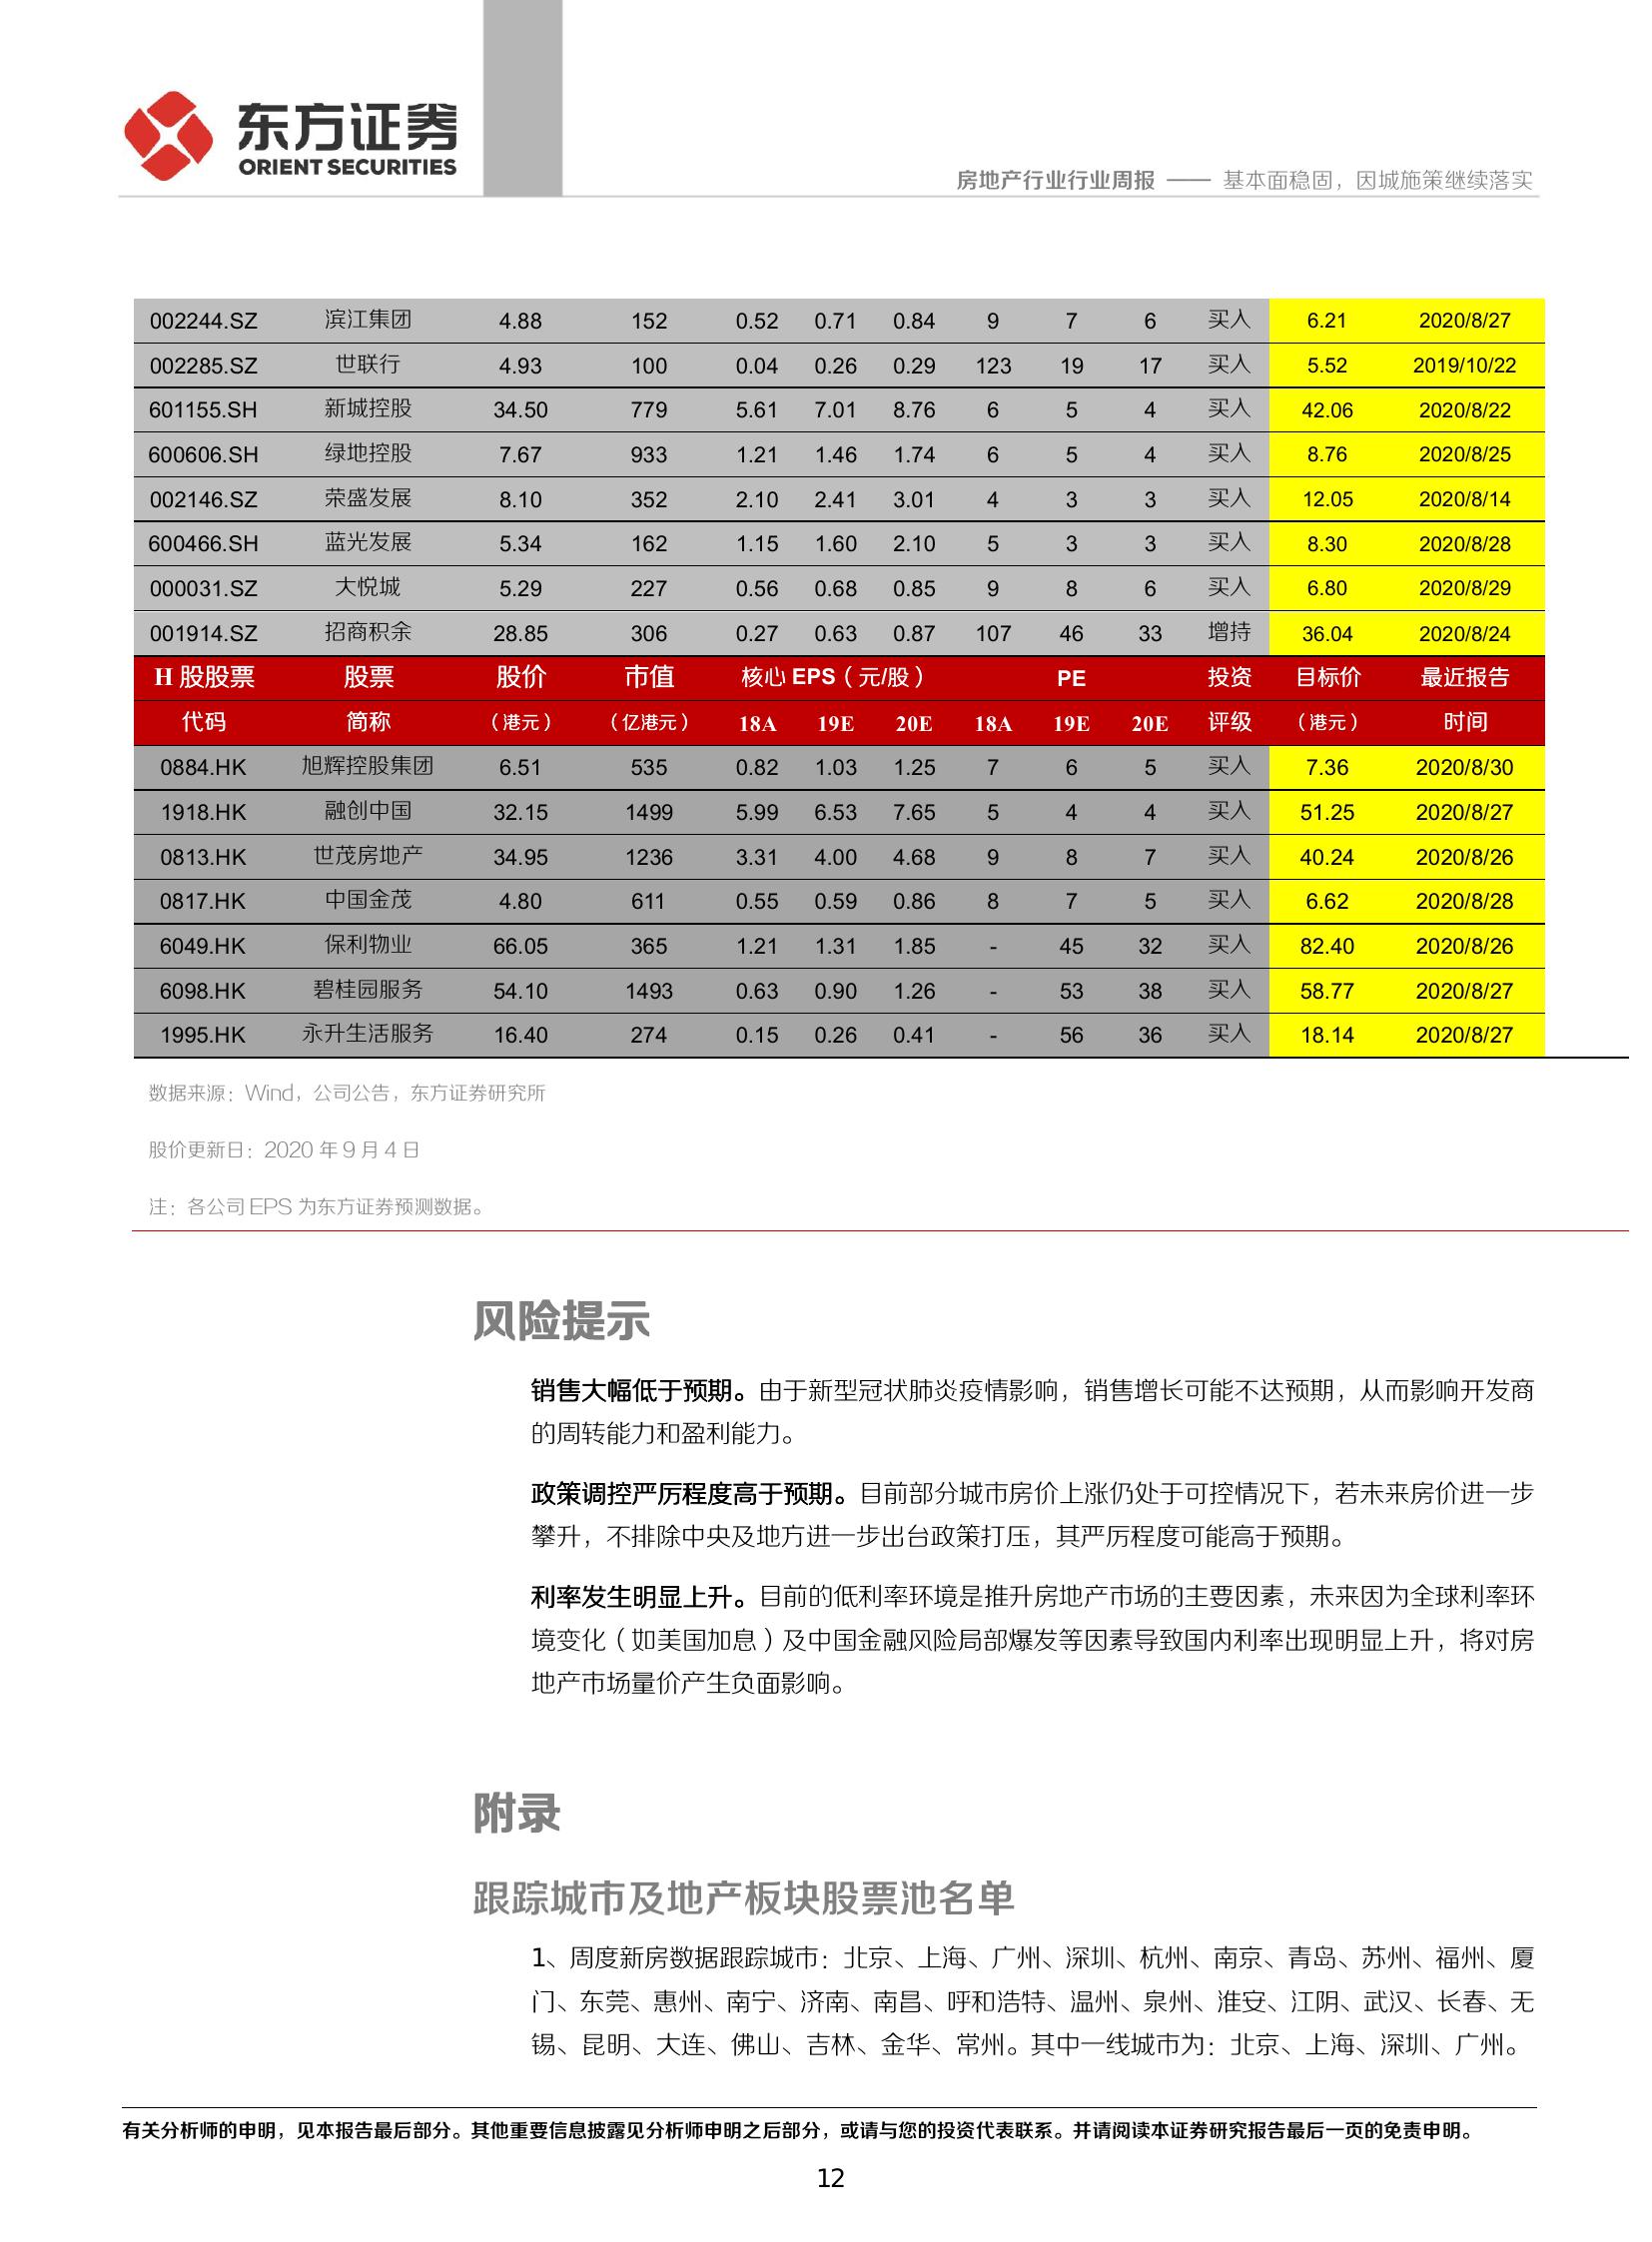 东方证券
ORIENT SECURITIES
房地产行业行业周报 —— 基本面稳固，因城施策继续落实
002244.SZ 滨江集团 4.88 152 0.52 0.71 0.84 9 7 6 买入 6.21 2020/8/27
002285.SZ 世联行 4.93 100 0.04 0.26 0.29 123 19 17 买入 5.52 2019/10/22
601155.SH 新城控股 34.50 779 5.61 7.01 8.76 6 5 4 买入 42.06 2020/8/22
600606.SH 绿地控股 7.67 933 1.21 1.46 1.74 6 5 4 买入 8.76 2020/8/25
002146.SZ 荣盛发展 8.10 352 2.10 2.41 3.01 4 3 3 买入 12.05 2020/8/14
600466.SH 蓝光发展 5.34 162 1.15 1.60 2.10 5 3 3 买入 8.30 2020/8/28
000031.SZ 大悦城 5.29 227 0.56 0.68 0.85 9 8 6 买入 6.80 2020/8/29
001914.SZ 招商积余 28.85 306 0.27 0.63 0.87 107 46 33 增持 36.04 2020/8/24
H 股股票 股票 股价 市值 核心 EPS（元/股） PE 投资 目标价 最近报告
代码 简称 （港元） （亿港元） 18A 19E 20E 18A 19E 20E 评级 （港元） 时间
0884.HK 旭辉控股集团 6.51 535 0.82 1.03 1.25 7 6 5 买入 7.36 2020/8/30
1918.HK 融创中国 32.15 1499 5.99 6.53 7.65 5 4 4 买入 51.25 2020/8/27
0813.HK 世茂房地产 34.95 1236 3.31 4.00 4.68 9 8 7 买入 40.24 2020/8/26
0817.HK 中国金茂 4.80 611 0.55 0.59 0.86 8 7 5 买入 6.62 2020/8/28
6049.HK 保利物业 66.05 365 1.21 1.31 1.85 - 45 32 买入 82.40 2020/8/26
6098.HK 碧桂园服务 54.10 1493 0.63 0.90 1.26 - 53 38 买入 58.77 2020/8/27
1995.HK 永升生活服务 16.40 274 0.15 0.26 0.41 - 56 36 买入 18.14 2020/8/27
数据来源：Wind，公司公告，东方证券研究所
股价更新日：2020 年 9 月 4 日
注：各公司 EPS 为东方证券预测数据。
风险提示
销售大幅低于预期。由于新型冠状肺炎疫情影响，销售增长可能不达预期，从而影响开发商
的周转能力和盈利能力。
政策调控严厉程度高于预期。目前部分城市房价上涨仍处于可控情况下，若未来房价进一步
攀升，不排除中央及地方进一步出台政策打压，其严厉程度可能高于预期。
利率发生明显上升。目前的低利率环境是推升房地产市场的主要因素，未来因为全球利率环
境变化（如美国加息）及中国金融风险局部爆发等因素导致国内利率出现明显上升，将对房
地产市场量价产生负面影响。
附录
跟踪城市及地产板块股票池名单
1、周度新房数据跟踪城市：北京、上海、广州、深圳、杭州、南京、青岛、苏州、福州、厦
门、东莞、惠州、南宁、济南、南昌、呼和浩特、温州、泉州、淮安、江阴、武汉、长春、无
锡、昆明、大连、佛山、吉林、金华、常州。其中一线城市为：北京、上海、深圳、广州。
有关分析师的申明，见本报告最后部分。其他重要信息披露见分析师申明之后部分，或请与您的投资代表联系。并请阅读本证券研究报告最后一页的免责申明。
12